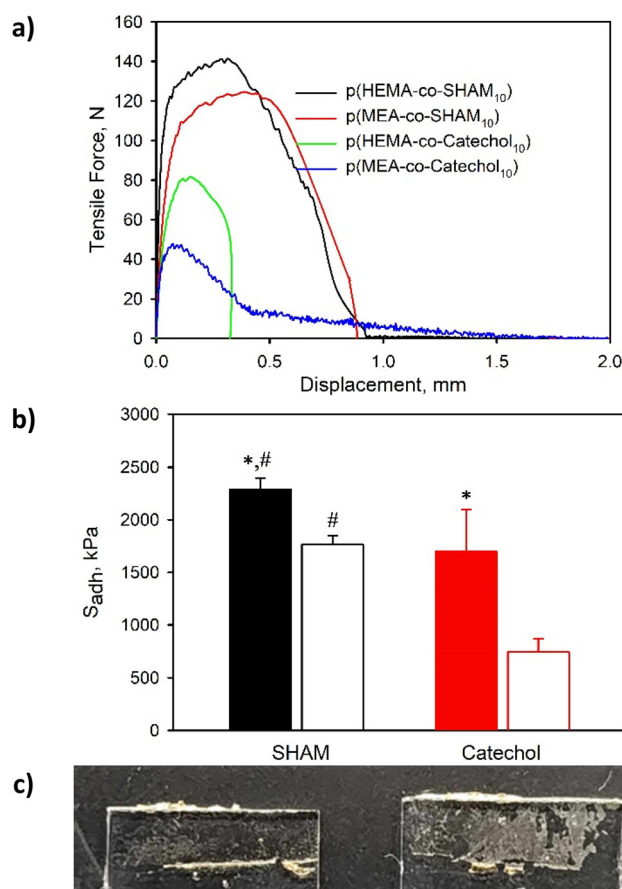 a)
160
140
120
100
80
60
40
20
0
Tensile Force, N
p(HEMA-co-SHAM₁₀)
p(MEA-co-SHAM₁₀)
p(HEMA-co-Catechol₁₀)
p(MEA-co-Catechol₁₀)
0.0 0.5 1.0 1.5 2.0
Displacement, mm
b)
3000
2500
2000
1500
1000
500
0
S_adh, kPa
*,#
#
*
SHAM Catechol
c)